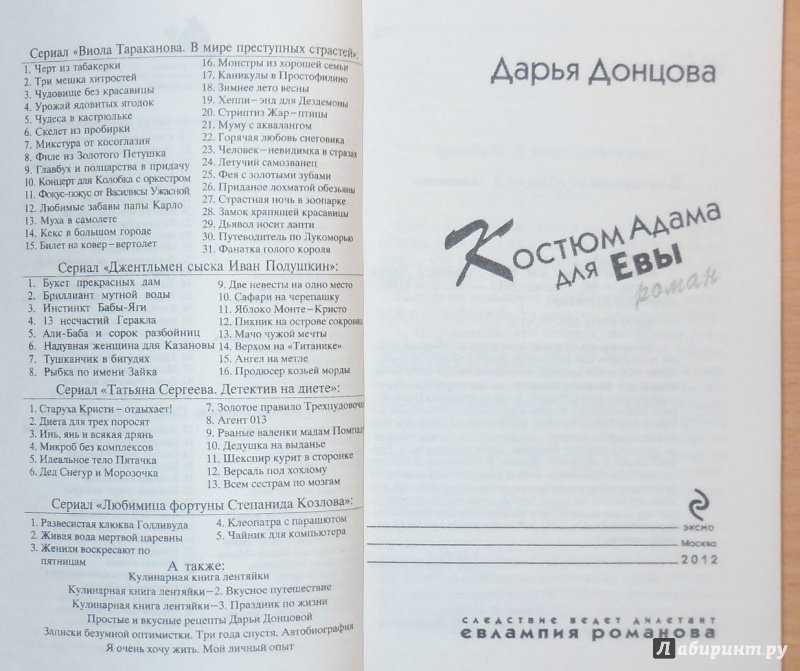 Сериал «Виола Тараканова. В мире преступных страстей»:
1. Черт из табакерки
2. Три мешка хитростей
3. Чудовище без красавицы
4. Урожай ядовитых ягодок
5. Чудеса в кастрюльке
6. Скелет из пробирки
7. Микстура от косоглазия
8. Филе из Золотого Петушка
9. Главбух и полцарства в придачу
10. Концерт для Колобка с оркестром
11. Фокус-покус от Василисы Ужасной
12. Любимые забавы папы Карло
13. Муха в самолете
14. Кекс в большом городе
15. Билет на ковер-вертолет
16. Монстры из хорошей семьи
17. Каникулы в Простофилино
18. Зимнее лето весны
19. Хеппи-энд для Дездемоны
20. Стриптиз Жар-птицы
21. Муму с аквалангом
22. Горячая любовь снеговика
23. Человек-невидимка в стразах
24. Летучий самозванец
25. Фея с золотыми зубами
26. Приданое лохматой обезьяны
27. Страстная ночь в зоопарке
28. Замок храпящей красавицы
29. Дьявол носит лапти
30. Путеводитель по Лукоморью
31. Фанатка голого короля
Сериал «Джентльмен сыска Иван Подушкин»:
1. Букет прекрасных дам
2. Бриллиант мутной воды
3. Инстинкт Бабы-Яги
4. 13 несчастий Геракла
5. Али-Баба и сорок разбойниц
6. Надувная женщина для Казановы
7. Тушканчик в бигудях
8. Рыбка по имени Зайка
9. Две невесты на одно место
10. Сафари на черепашку
11. Яблоко Монте-Кристо
12. Пикник на острове сокрови
13. Мачо чужой мечты
14. Верхом на «Титанике»
15. Ангел на метле
16. Продюсер козьей морды
Сериал «Татьяна Сергеева. Детектив на диете»:
1. Старуха Кристи – отдыхает!
2. Диета для трех поросят
3. Инь, янь и всякая дрянь
4. Микроб без комплексов
5. Идеальное тело Пятачка
6. Дед Снегур и Морозочка
7. Золотое правило Трехпудовочк
8. Агент 013
9. Рваные валенки мадам Помпад
10. Дедушка на выданье
11. Шекспир курит в сторонке
12. Версаль под хохлому
13. Всем сестрам по мозгам
Сериал «Любимица фортуны Степанида Козлова»:
1. Развесистая клюква Голливуда
2. Живая вода мертвой царевны
3. Женихи воскресают по
пятницам
4. Клеопатра с парашютом
5. Чайник для компьютера
А также:
Кулинарная книга лентяйки
Кулинарная книга лентяйки–2. Вкусное путешествие
Кулинарная книга лентяйки–3. Праздник по жизни
Простые и вкусные рецепты Дарьи Донцовой
Записки безумной оптимистки. Три года спустя. Автобиография
Я очень хочу жить. Мой личный опыт
Дарья Донцова
Костюм Адама
для Евы
роман
эксмо
Москва
2012
СЛЕДСТВИЕ ВЕДЕТ ДИЛЕТАНТ
ЕВЛАМПИЯ РОМАНОВА
Лабиринт.ру